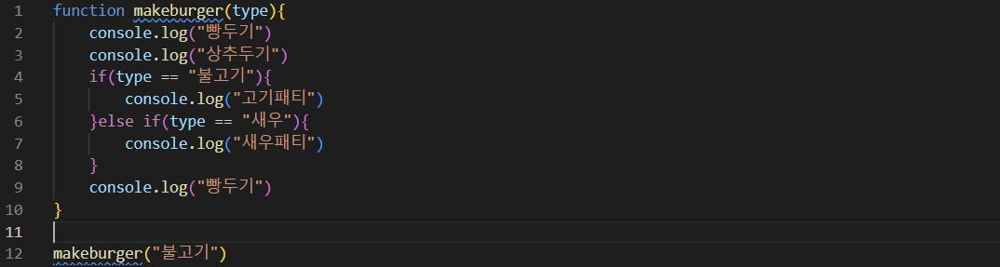 1 function makeburger(type){
2 console.log("빵두기")
3 console.log("상추두기")
4 if(type == "불고기"){
5 console.log("고기패티")
6 }else if(type == "새우"){
7 console.log("새우패티")
8 }
9 console.log("빵두기")
10 }
11
12 makeburger("불고기")